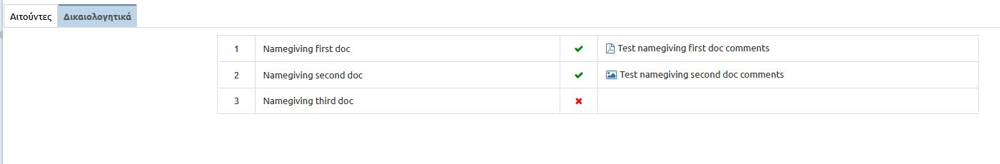 Αιτούντες Δικαιολογητικά
1 Namegiving first doc Test namegiving first doc comments
2 Namegiving second doc Test namegiving second doc comments
3 Namegiving third doc